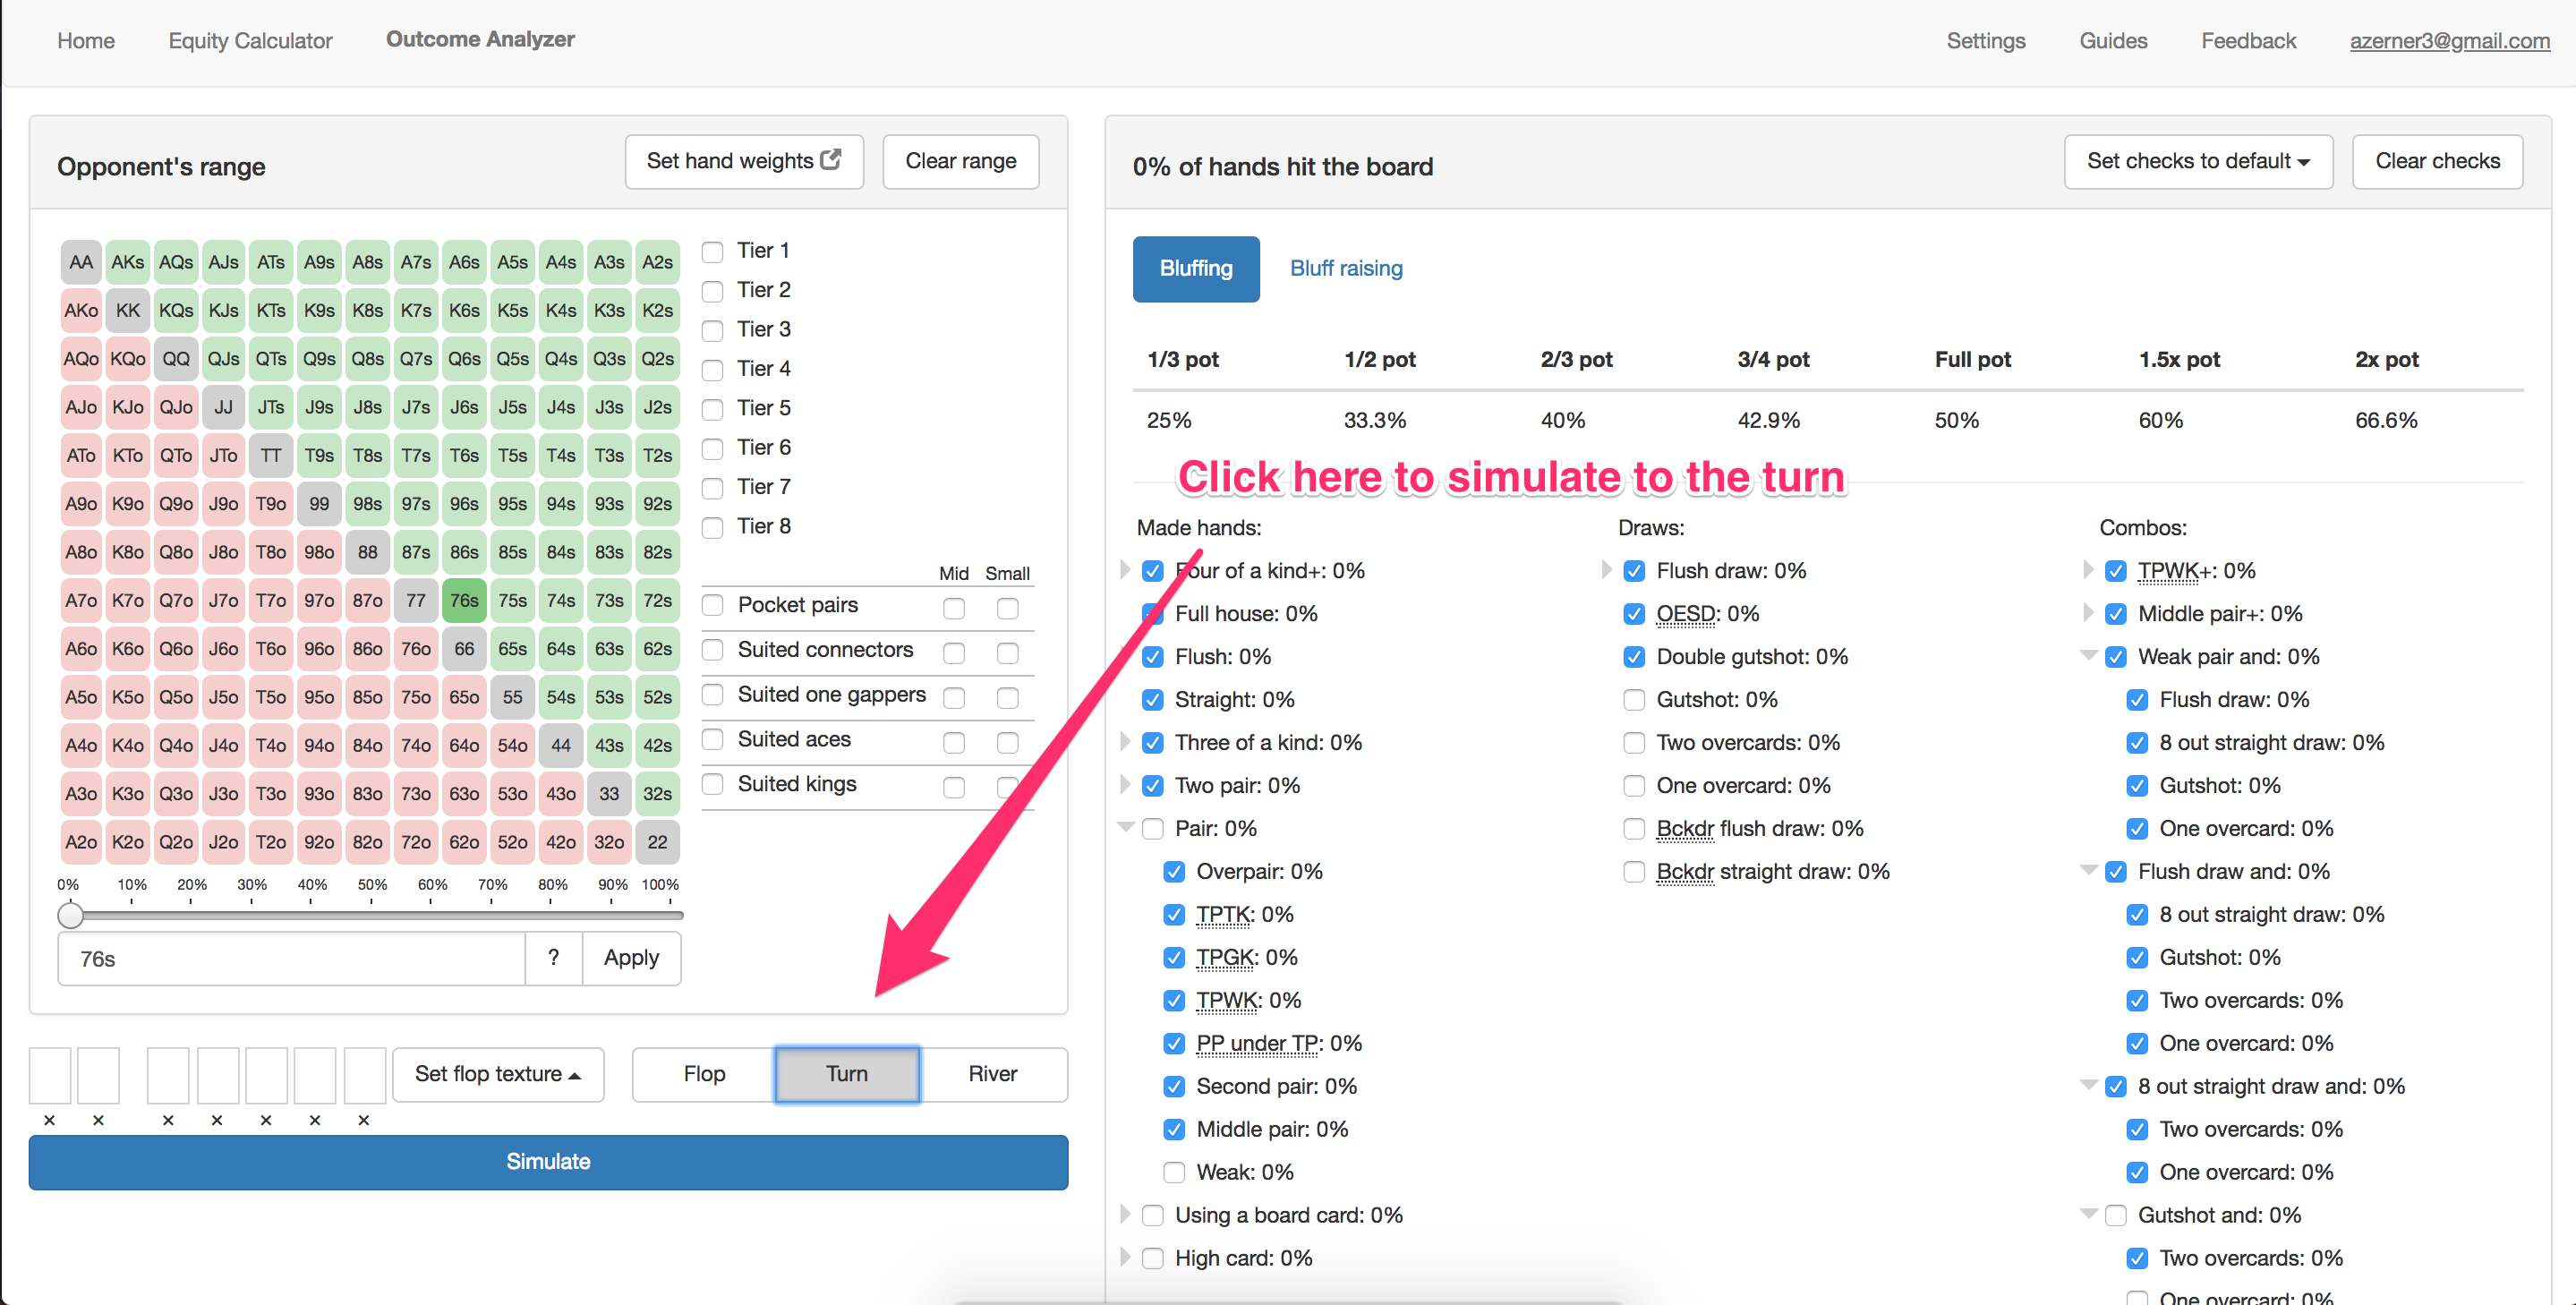 Home Equity Calculator Outcome Analyzer Settings Guides Feedback azerner3@gmail.com
Opponent's range Set hand weights Clear range
AA AKs AQs AJs ATs A9s A8s A7s A6s A5s A4s A3s A2s
AKo KK KQs KJs KTs K9s K8s K7s K6s K5s K4s K3s K2s
AQo KQo QQ QJs QTs Q9s Q8s Q7s Q6s Q5s Q4s Q3s Q2s
AJo KJo QJo JJ JTs J9s J8s J7s J6s J5s J4s J3s J2s
ATo KTo QTo JTo TT T9s T8s T7s T6s T5s T4s T3s T2s
A9o K9o Q9o J9o T9o 99 98s 97s 96s 95s 94s 93s 92s
A8o K8o Q8o J8o T8o 98o 88 87s 86s 85s 84s 83s 82s
A7o K7o Q7o J7o T7o 97o 87o 77 76s 75s 74s 73s 72s
A6o K6o Q6o J6o T6o 96o 86o 76o 66 65s 64s 63s 62s
A5o K5o Q5o J5o T5o 95o 85o 75o 65o 55 54s 53s 52s
A4o K4o Q4o J4o T4o 94o 84o 74o 64o 54o 44 43s 42s
A3o K3o Q3o J3o T3o 93o 83o 73o 63o 53o 43o 33 32s
A2o K2o Q2o J2o T2o 92o 82o 72o 62o 52o 42o 32o 22
0% 10% 20% 30% 40% 50% 60% 70% 80% 90% 100%
76s ? Apply
Tier 1
Tier 2
Tier 3
Tier 4
Tier 5
Tier 6
Tier 7
Tier 8
Mid Small
Pocket pairs
Suited connectors
Suited one gappers
Suited aces
Suited kings
Set flop texture Flop Turn River
× × × × × × ×
Simulate
0% of hands hit the board Set checks to default Clear checks
Bluffing Bluff raising
1/3 pot 1/2 pot 2/3 pot 3/4 pot Full pot 1.5x pot 2x pot
25% 33.3% 40% 42.9% 50% 60% 66.6%
Click here to simulate to the turn
Made hands:
Four of a kind+: 0%
Full house: 0%
Flush: 0%
Straight: 0%
Three of a kind: 0%
Two pair: 0%
Pair: 0%
Overpair: 0%
TPTK: 0%
TPGK: 0%
TPWK: 0%
PP under TP: 0%
Second pair: 0%
Middle pair: 0%
Weak: 0%
Using a board card: 0%
High card: 0%
Draws:
Flush draw: 0%
OESD: 0%
Double gutshot: 0%
Gutshot: 0%
Two overcards: 0%
One overcard: 0%
Bckdr flush draw: 0%
Bckdr straight draw: 0%
Combos:
TPWK+: 0%
Middle pair+: 0%
Weak pair and: 0%
Flush draw: 0%
8 out straight draw: 0%
Gutshot: 0%
One overcard: 0%
Flush draw and: 0%
8 out straight draw: 0%
Gutshot: 0%
Two overcards: 0%
One overcard: 0%
8 out straight draw and: 0%
Two overcards: 0%
One overcard: 0%
Gutshot and: 0%
Two overcards: 0%
One overcard: 0%